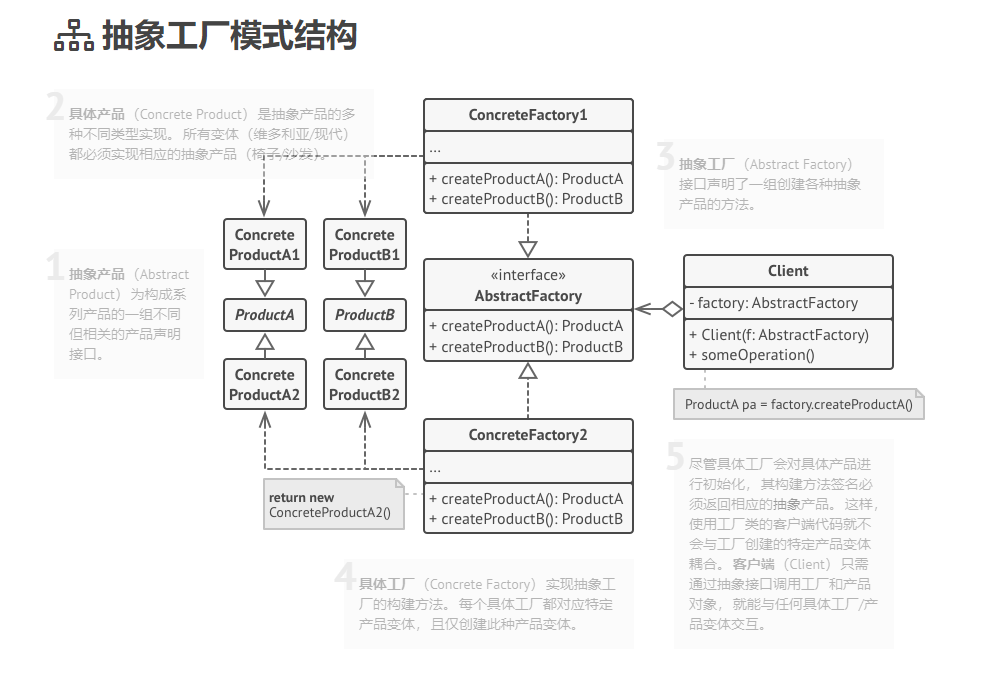 抽象工厂模式结构
2
具体产品（Concrete Product） 是抽象产品的多
种不同类型实现。 所有变体（维多利亚/现代）
都必须实现相应的抽象产品（椅子/沙发）。
ConcreteFactory1
...
+ createProductA(): ProductA
+ createProductB(): ProductB
3
抽象工厂（Abstract Factory）
接口声明了一组创建各种抽象
产品的方法。
Concrete
ProductA1
Concrete
ProductB1
1
抽象产品（Abstract
Product） 为构成系
列产品的一组不同
但相关的产品声明
接口。
ProductA
ProductB
«interface»
AbstractFactory
+ createProductA(): ProductA
+ createProductB(): ProductB
Client
- factory: AbstractFactory
+ Client(f: AbstractFactory)
+ someOperation()
Concrete
ProductA2
Concrete
ProductB2
ProductA pa = factory.createProductA()
ConcreteFactory2
...
+ createProductA(): ProductA
+ createProductB(): ProductB
return new
ConcreteProductA2()
5
尽管具体工厂会对具体产品进
行初始化， 其构建方法签名必
须返回相应的抽象产品。 这样，
使用工厂类的客户端代码就不
会与工厂创建的特定产品变体
耦合。 客户端（Client） 只需
通过抽象接口调用工厂和产品
对象， 就能与任何具体工厂/产
品变体交互。
4
具体工厂（Concrete Factory） 实现抽象工
厂的构建方法。 每个具体工厂都对应特定
产品变体， 且仅创建此种产品变体。